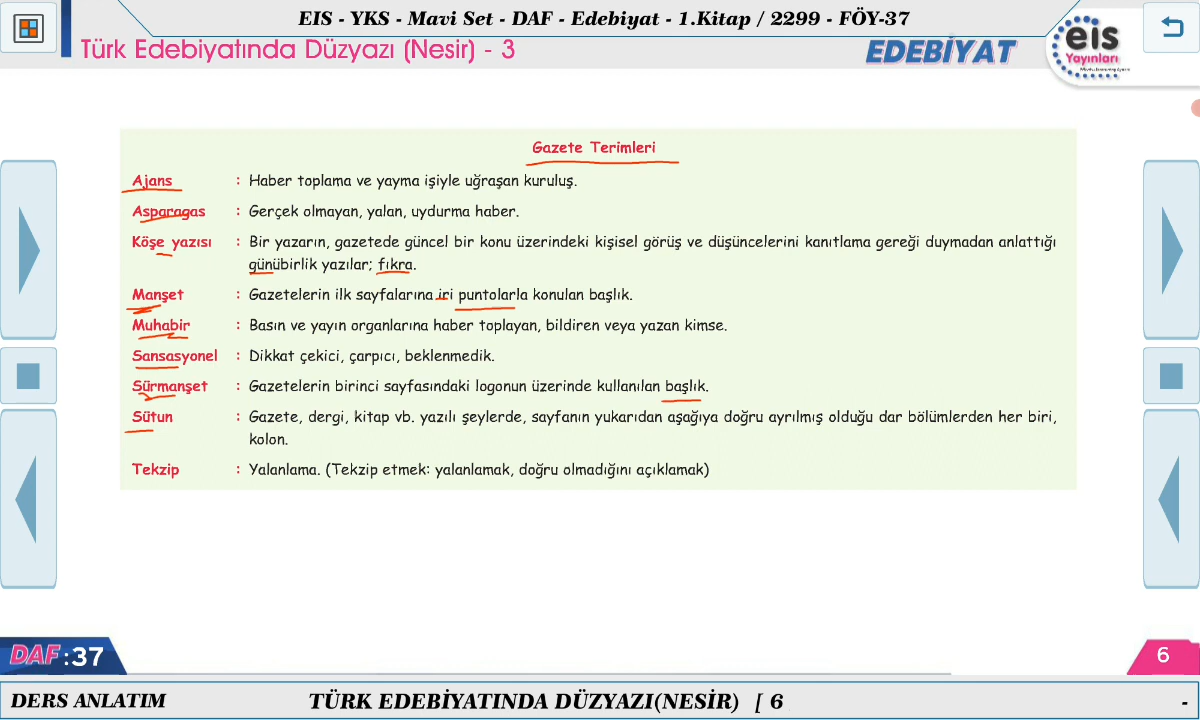 EIS - YKS - Mavi Set - DAF - Edebiyat - 1.Kitap / 2299 - FÖY-37
Türk Edebiyatında Düzyazı (Nesir) - 3
EDEBİYAT
eis
Yayınları
Gazete Terimleri
Ajans : Haber toplama ve yayma işiyle uğraşan kuruluş.
Asparagas : Gerçek olmayan, yalan, uydurma haber.
Köşe yazısı : Bir yazarın, gazetede güncel bir konu üzerindeki kişisel görüş ve düşüncelerini kanıtlama gereği duymadan anlattığı
günübirlik yazılar; fıkra.
Manşet : Gazetelerin ilk sayfalarına iri puntolarla konulan başlık.
Muhabir : Basın ve yayın organlarına haber toplayan, bildiren veya yazan kimse.
Sansasyonel : Dikkat çekici, çarpıcı, beklenmedik.
Sürmanşet : Gazetelerin birinci sayfasındaki logonun üzerinde kullanılan başlık.
Sütun : Gazete, dergi, kitap vb. yazılı şeylerde, sayfanın yukarıdan aşağıya doğru ayrılmış olduğu dar bölümlerden her biri,
kolon.
Tekzip : Yalanlama. (Tekzip etmek: yalanlamak, doğru olmadığını açıklamak)
DAF : 37
6
DERS ANLATIM TÜRK EDEBİYATINDA DÜZYAZI(NESİR) [ 6 -